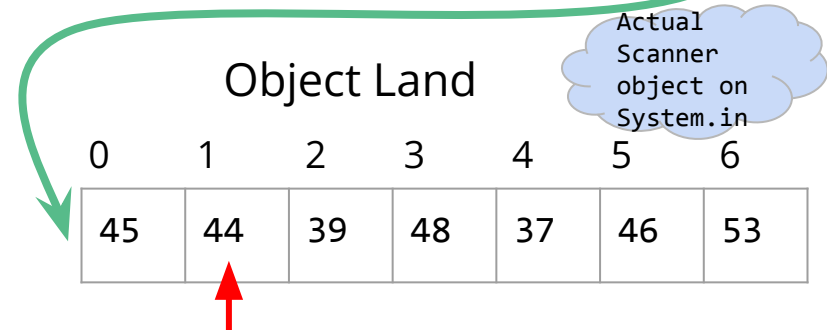 Actual
Scanner
object on
System.in
Object Land
0 1 2 3 4 5 6
45 44 39 48 37 46 53